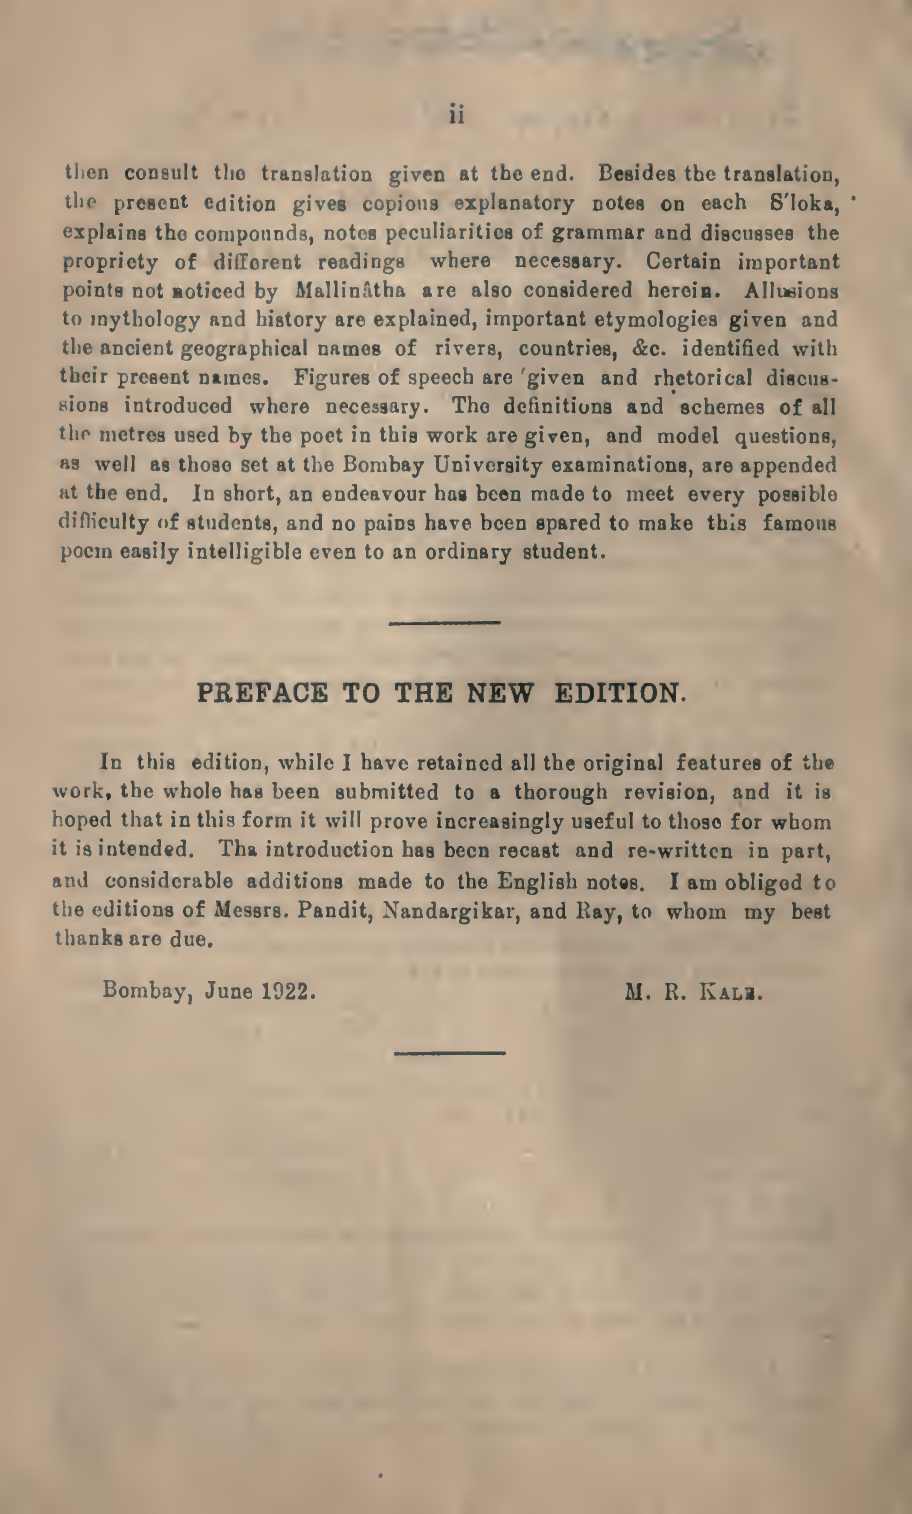 ii
then consult the translation given at the end. Besides the translation,
the present edition gives copious explanatory notes on each S'loka,
explains the compounds, notes peculiarities of grammar and discusses the
propriety of different readings where necessary. Certain important
points not noticed by Mallinâtha are also considered herein. Allusions
to mythology and history are explained, important etymologies given and
the ancient geographical names of rivers, countries, &c. identified with
their present names. Figures of speech are 'given and rhetorical discus-
sions introduced where necessary. The definitions and schemes of all
the metres used by the poet in this work are given, and model questions,
as well as those set at the Bombay University examinations, are appended
at the end. In short, an endeavour has been made to meet every possible
difficulty of students, and no pains have been spared to make this famous
poem easily intelligible even to an ordinary student.
PREFACE TO THE NEW EDITION.
In this edition, while I have retained all the original features of the
work, the whole has been submitted to a thorough revision, and it is
hoped that in this form it will prove increasingly useful to those for whom
it is intended. Tha introduction has been recast and re-written in part,
and considerable additions made to the English notes. I am obliged to
the editions of Messrs. Pandit, Nandargikar, and Ray, to whom my best
thanks are due.
Bombay, June 1922. M. R. KALE.